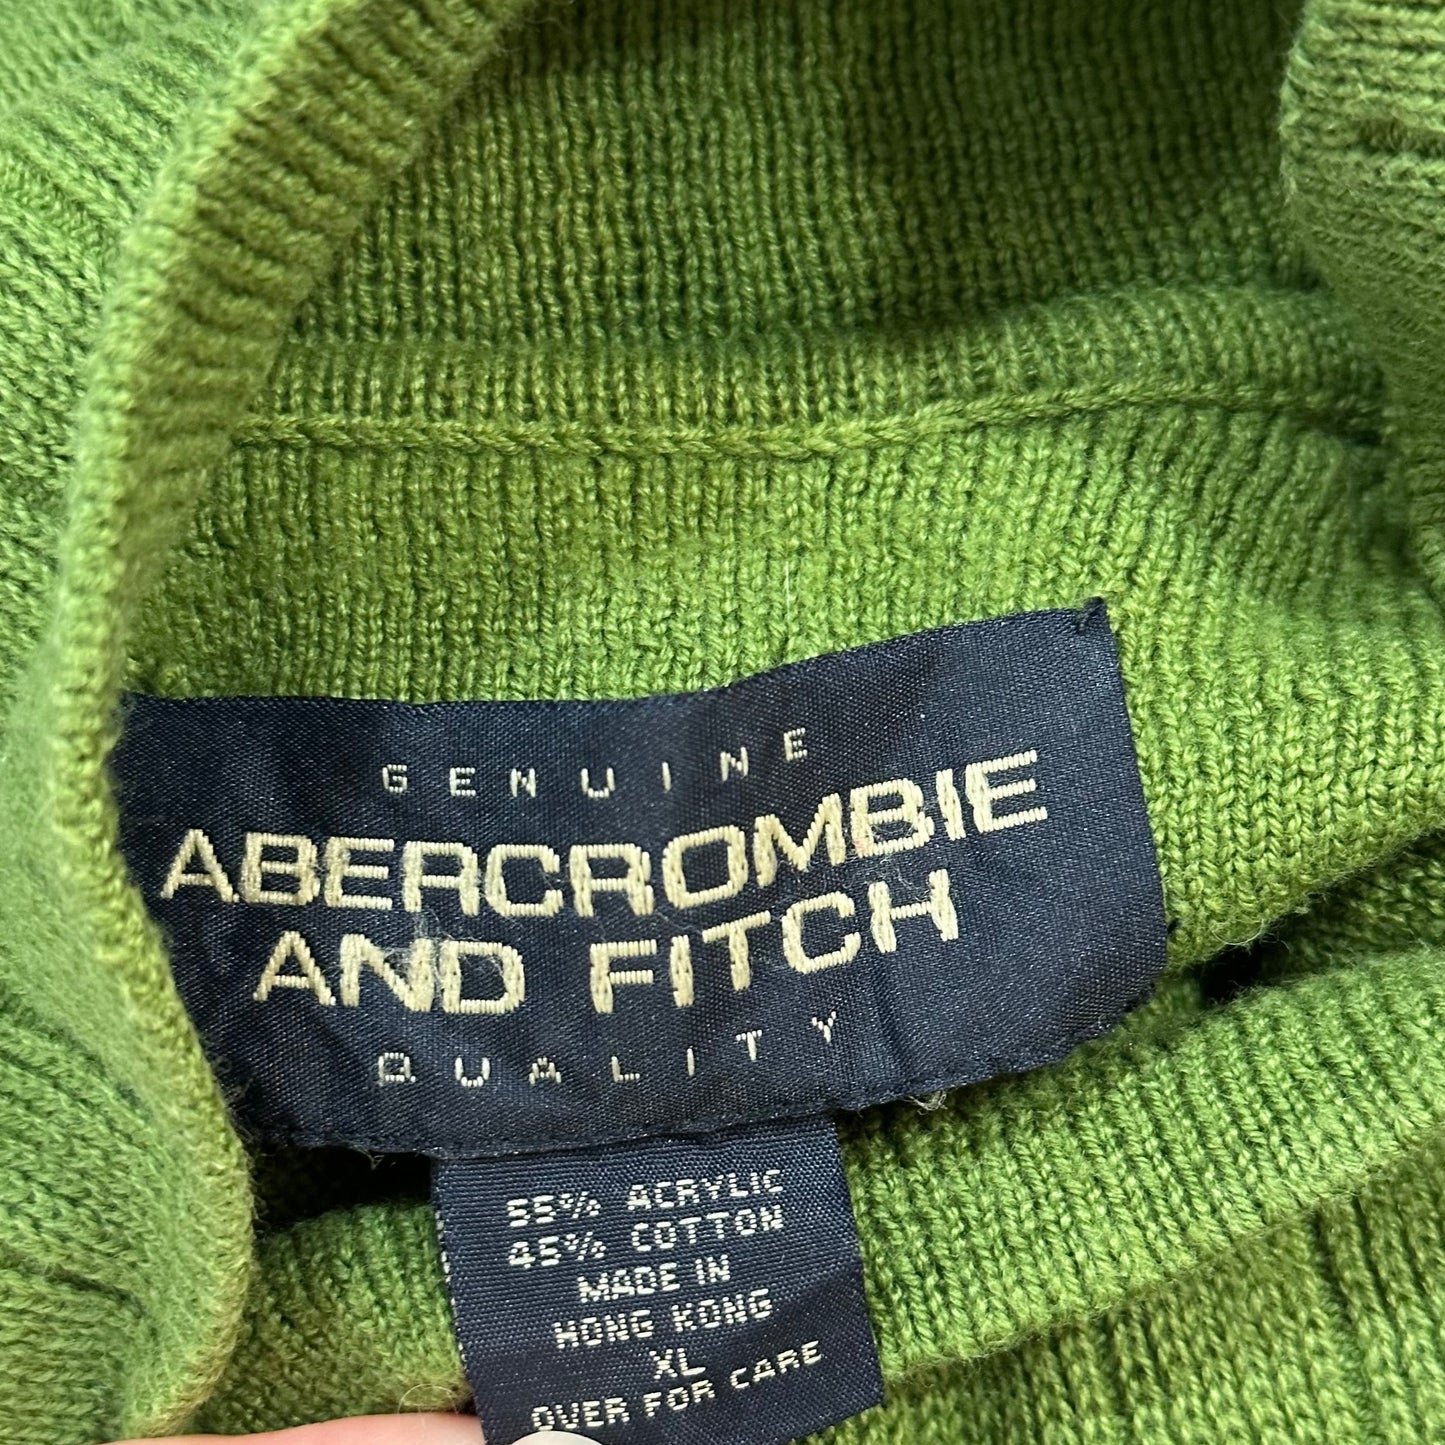 GENUINE
ABERCROMBIE
AND FITCH
QUALITY
55% ACRYLIC
45% COTTON
MADE IN
HONG KONG
XL
OVER FOR CARE